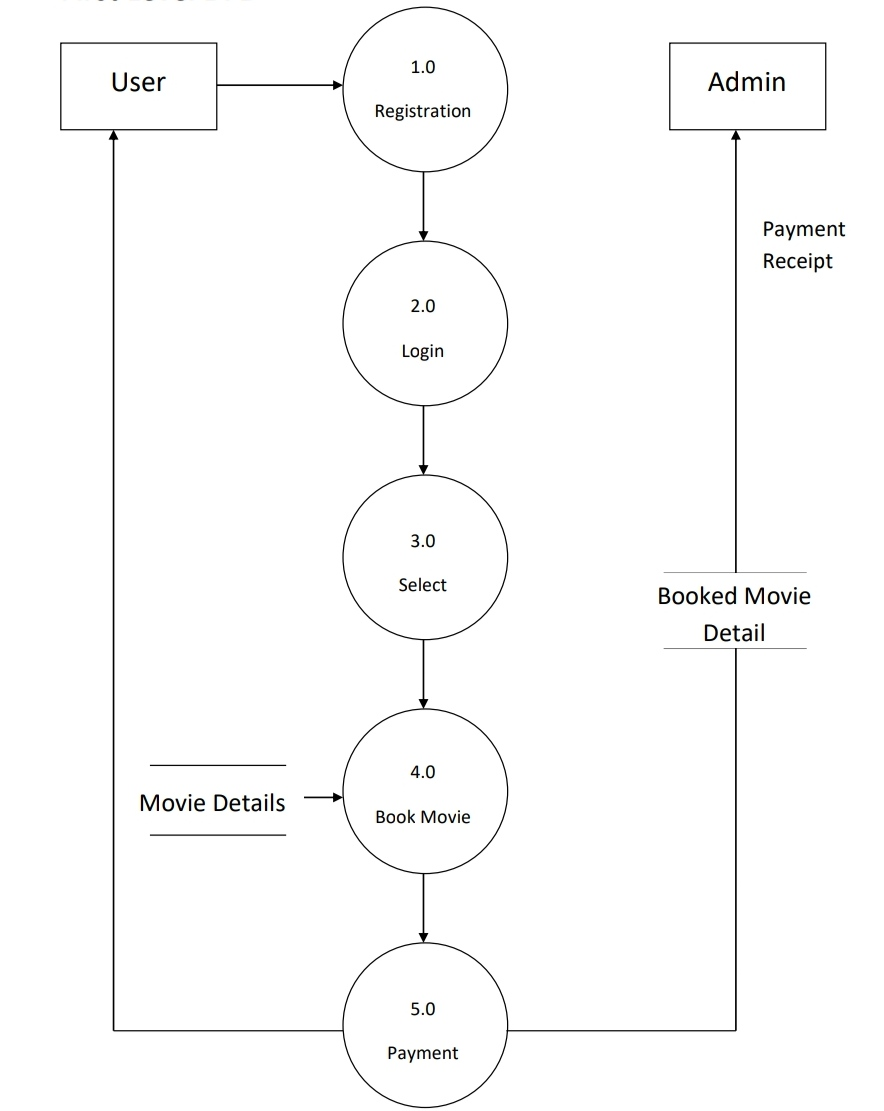 User
1.0
Registration
Admin
Payment
Receipt
2.0
Login
3.0
Select
Booked Movie
Detail
4.0
Book Movie
Movie Details
5.0
Payment